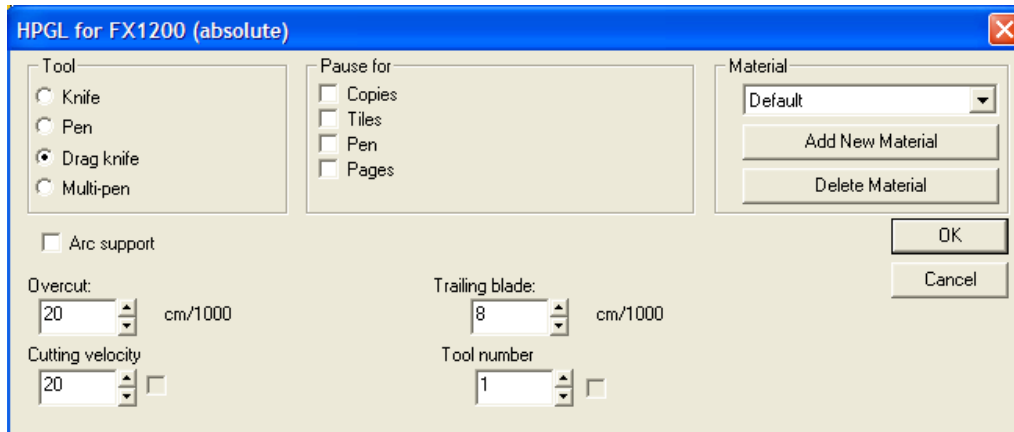 HPGL for FX1200 (absolute)
Tool
Knife
Pen
Drag knife
Multi-pen
Pause for
Copies
Tiles
Pen
Pages
Material
Default
Add New Material
Delete Material
Arc support
OK
Cancel
Overcut:
20 cm/1000
Trailing blade:
8 cm/1000
Cutting velocity
20
Tool number
1